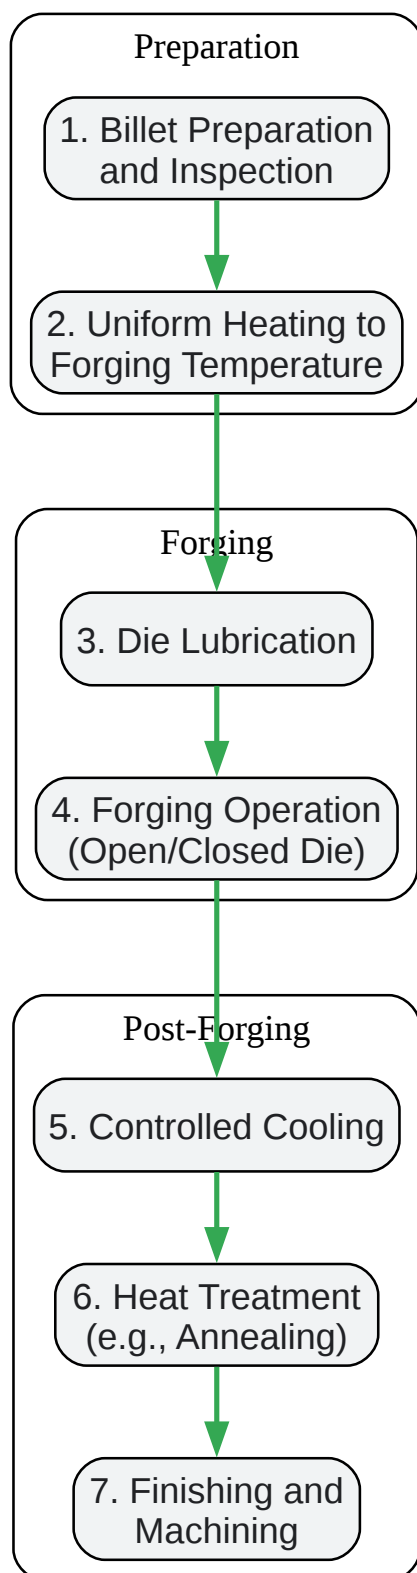 Preparation
1. Billet Preparation
and Inspection
2. Uniform Heating to
Forging Temperature
Forging
3. Die Lubrication
4. Forging Operation
(Open/Closed Die)
Post-Forging
5. Controlled Cooling
6. Heat Treatment
(e.g., Annealing)
7. Finishing and
Machining